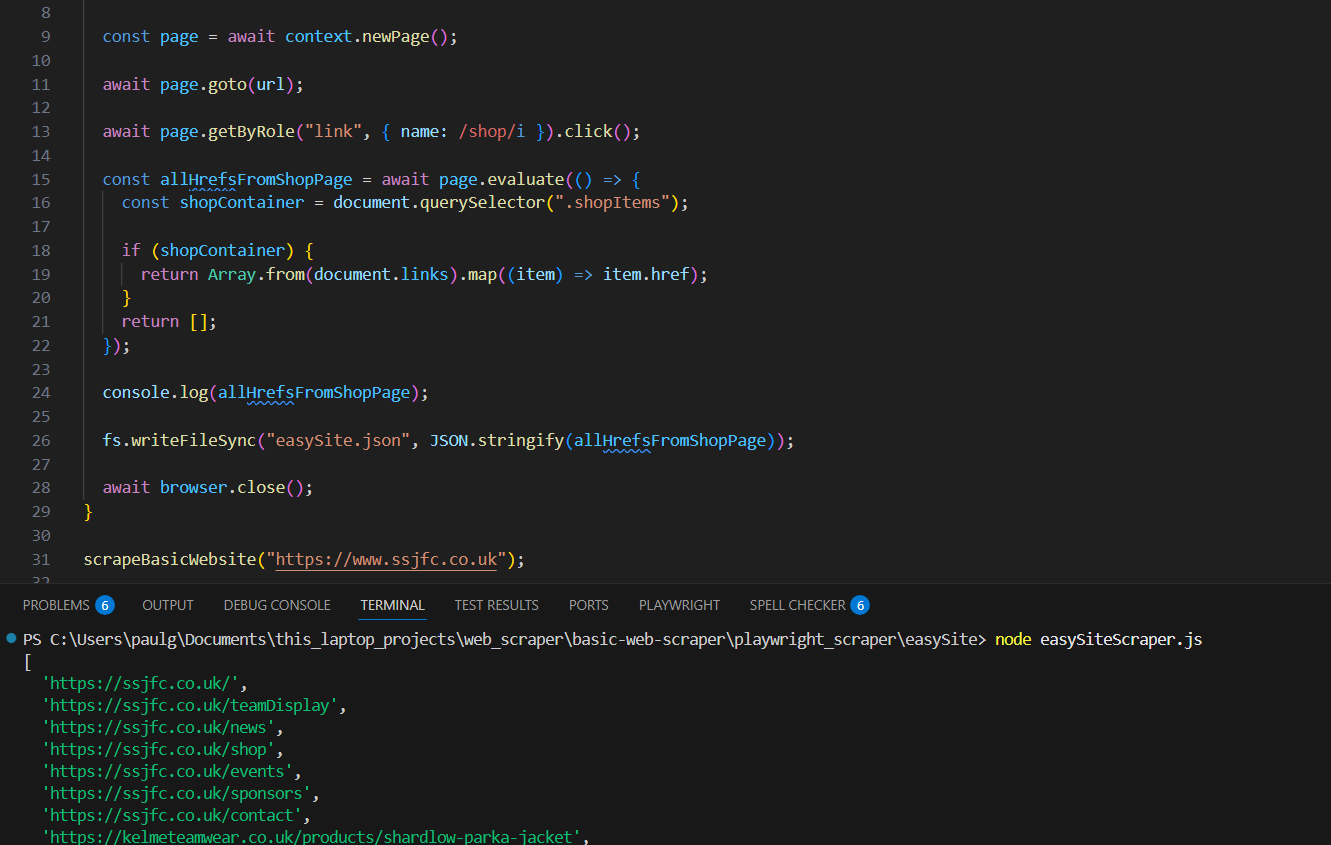 8
9 const page = await context.newPage();
10
11 await page.goto(url);
12
13 await page.getByRole("link", { name: /shop/i }).click();
14
15 const allHrefsFromShopPage = await page.evaluate(() => {
16 const shopContainer = document.querySelector(".shopItems");
17
18 if (shopContainer) {
19 return Array.from(document.links).map((item) => item.href);
20 }
21 return [];
22 });
23
24 console.log(allHrefsFromShopPage);
25
26 fs.writeFileSync("easySite.json", JSON.stringify(allHrefsFromShopPage));
27
28 await browser.close();
29 }
30
31 scrapeBasicWebsite("https://www.ssjfc.co.uk");
32
PROBLEMS 6 OUTPUT DEBUG CONSOLE TERMINAL TEST RESULTS PORTS PLAYWRIGHT SPELL CHECKER 6
PS C:\Users\paulg\Documents\this_laptop_projects\web_scraper\basic-web-scraper\playwright_scraper\easySite> node easySiteScraper.js
[
'https://ssjfc.co.uk/',
'https://ssjfc.co.uk/teamDisplay',
'https://ssjfc.co.uk/news',
'https://ssjfc.co.uk/shop',
'https://ssjfc.co.uk/events',
'https://ssjfc.co.uk/sponsors',
'https://ssjfc.co.uk/contact',
'https://kelmeteamwear.co.uk/products/shardlow-parka-jacket',